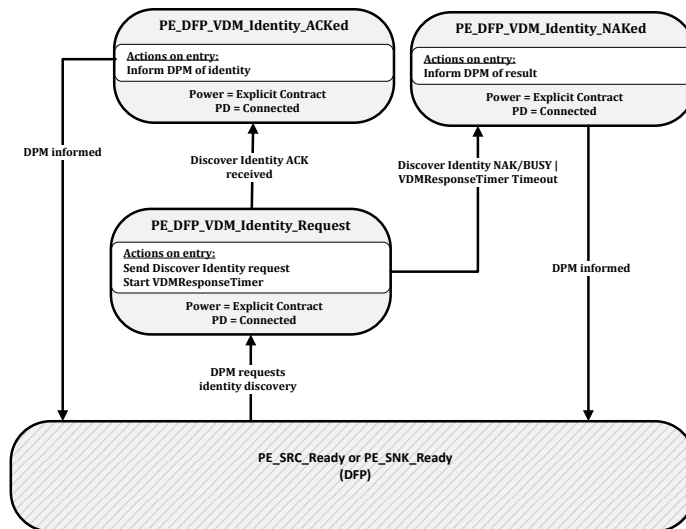 PE_DFP_VDM_Identity_ACKed
Actions on entry:
Inform DPM of identity
Power = Explicit Contract
PD = Connected
PE_DFP_VDM_Identity_NAKed
Actions on entry:
Inform DPM of result
Power = Explicit Contract
PD = Connected
DPM informed
Discover Identity ACK
received
Discover Identity NAK/BUSY |
VDMResponseTimer Timeout
PE_DFP_VDM_Identity_Request
Actions on entry:
Send Discover Identity request
Start VDMResponseTimer
Power = Explicit Contract
PD = Connected
DPM informed
DPM requests
identity discovery
PE_SRC_Ready or PE_SNK_Ready
(DFP)